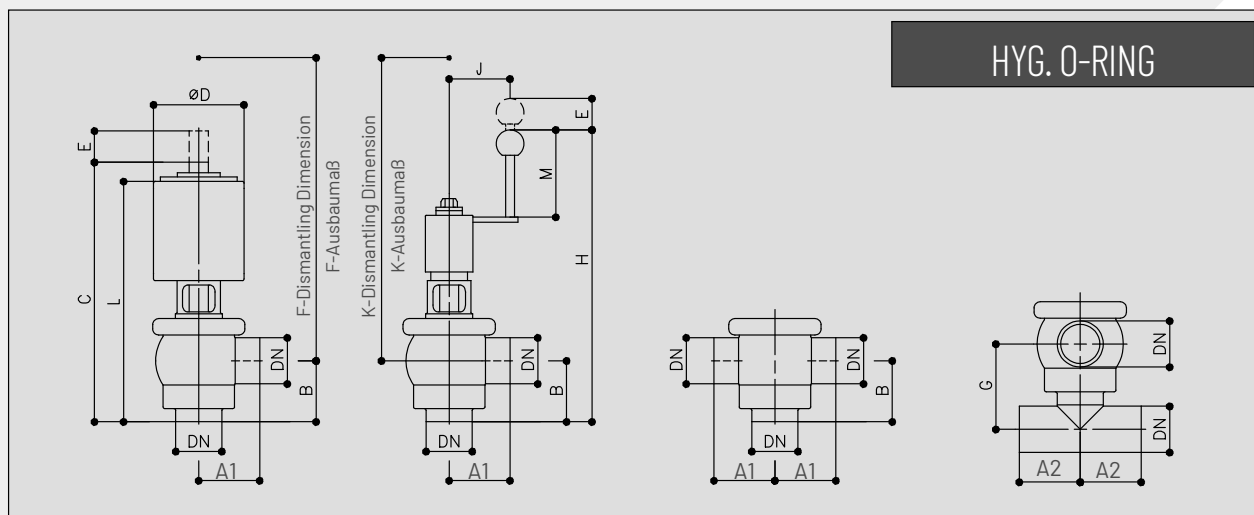 HYG. O-RING
øD
E
C
L
F-Dismantling Dimension
F-Ausbaumaß
DN
B
DN
A1
K-Dismantling Dimension
K-Ausbaumaß
J
E
M
H
DN
B
DN
A1
DN
DN
B
DN
A1 A1
G
DN
DN
A2 A2